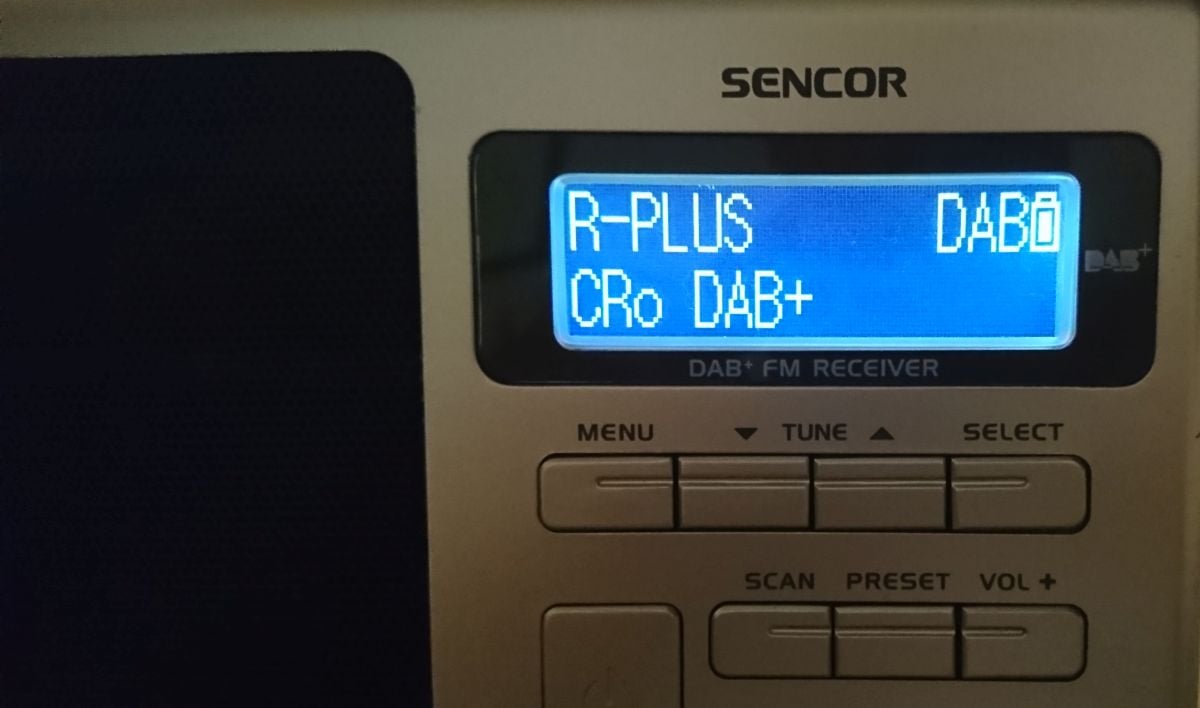 SENCOR
R-PLUS DAB
CRo DAB+
DAB+
DAB+ FM RECEIVER
MENU TUNE SELECT
SCAN PRESET VOL +